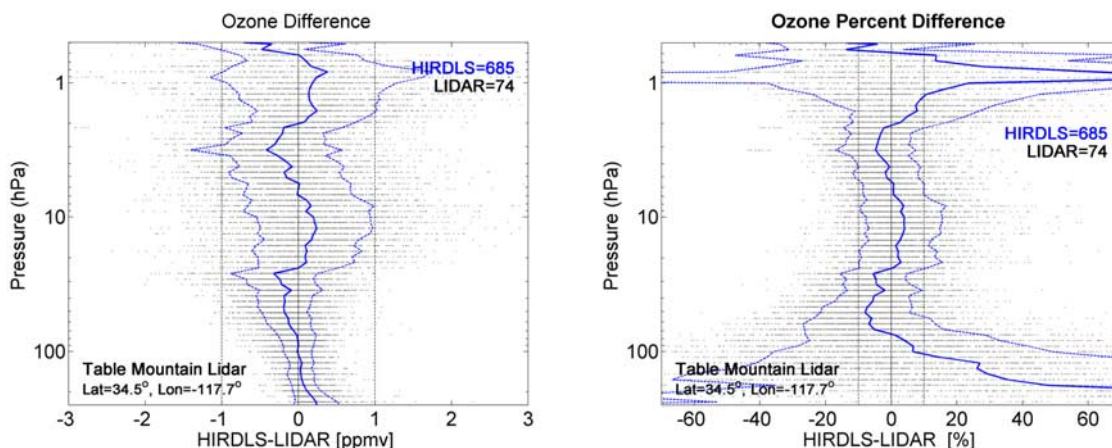 Ozone Difference
HIRDLS=685
LIDAR=74
1
10
100
Pressure (hPa)
Table Mountain Lidar
Lat=34.5°, Lon=-117.7°
-3 -2 -1 0 1 2 3
HIRDLS-LIDAR [ppmv]
Ozone Percent Difference
HIRDLS=685
LIDAR=74
1
10
100
Pressure (hPa)
Table Mountain Lidar
Lat=34.5°, Lon=-117.7°
-60 -40 -20 0 20 40 60
HIRDLS-LIDAR [%]